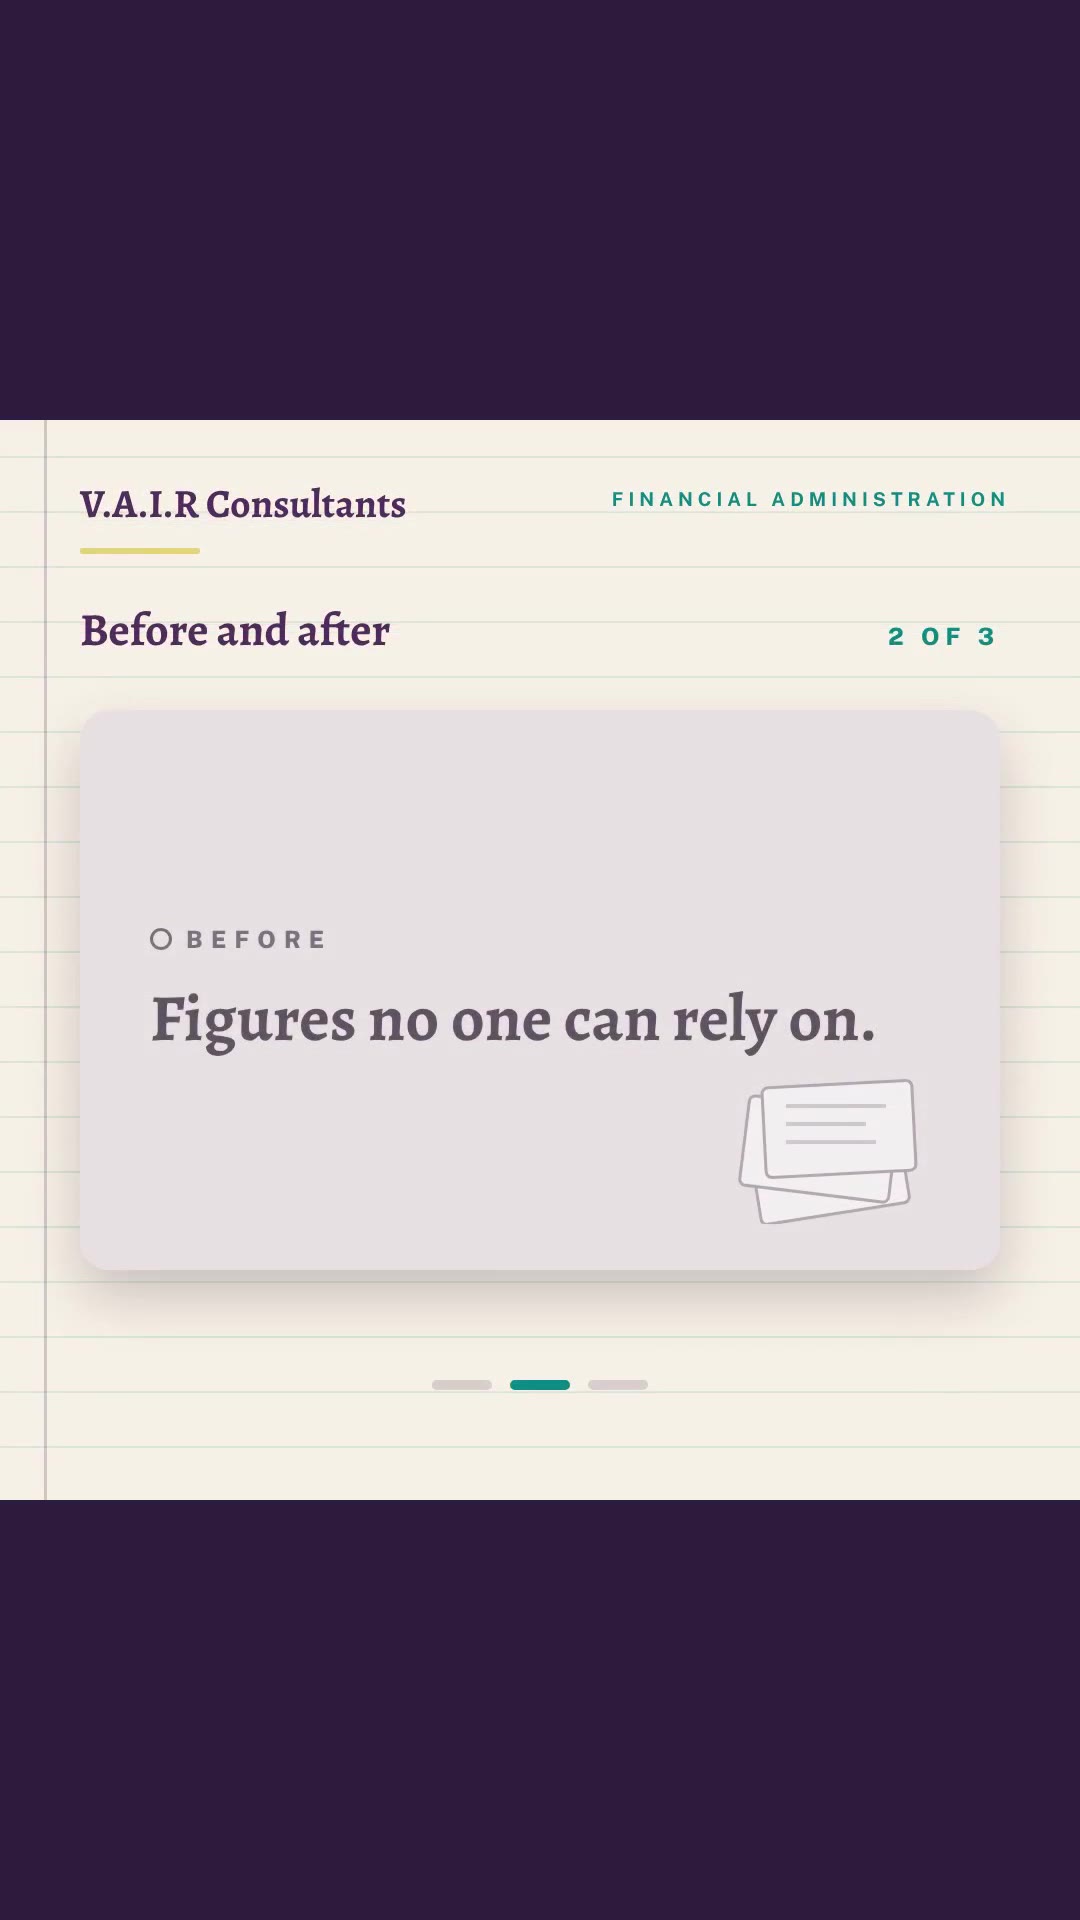 V.A.I.R Consultants
FINANCIAL ADMINISTRATION
Before and after
2 OF 3
BEFORE
Figures no one can rely on.